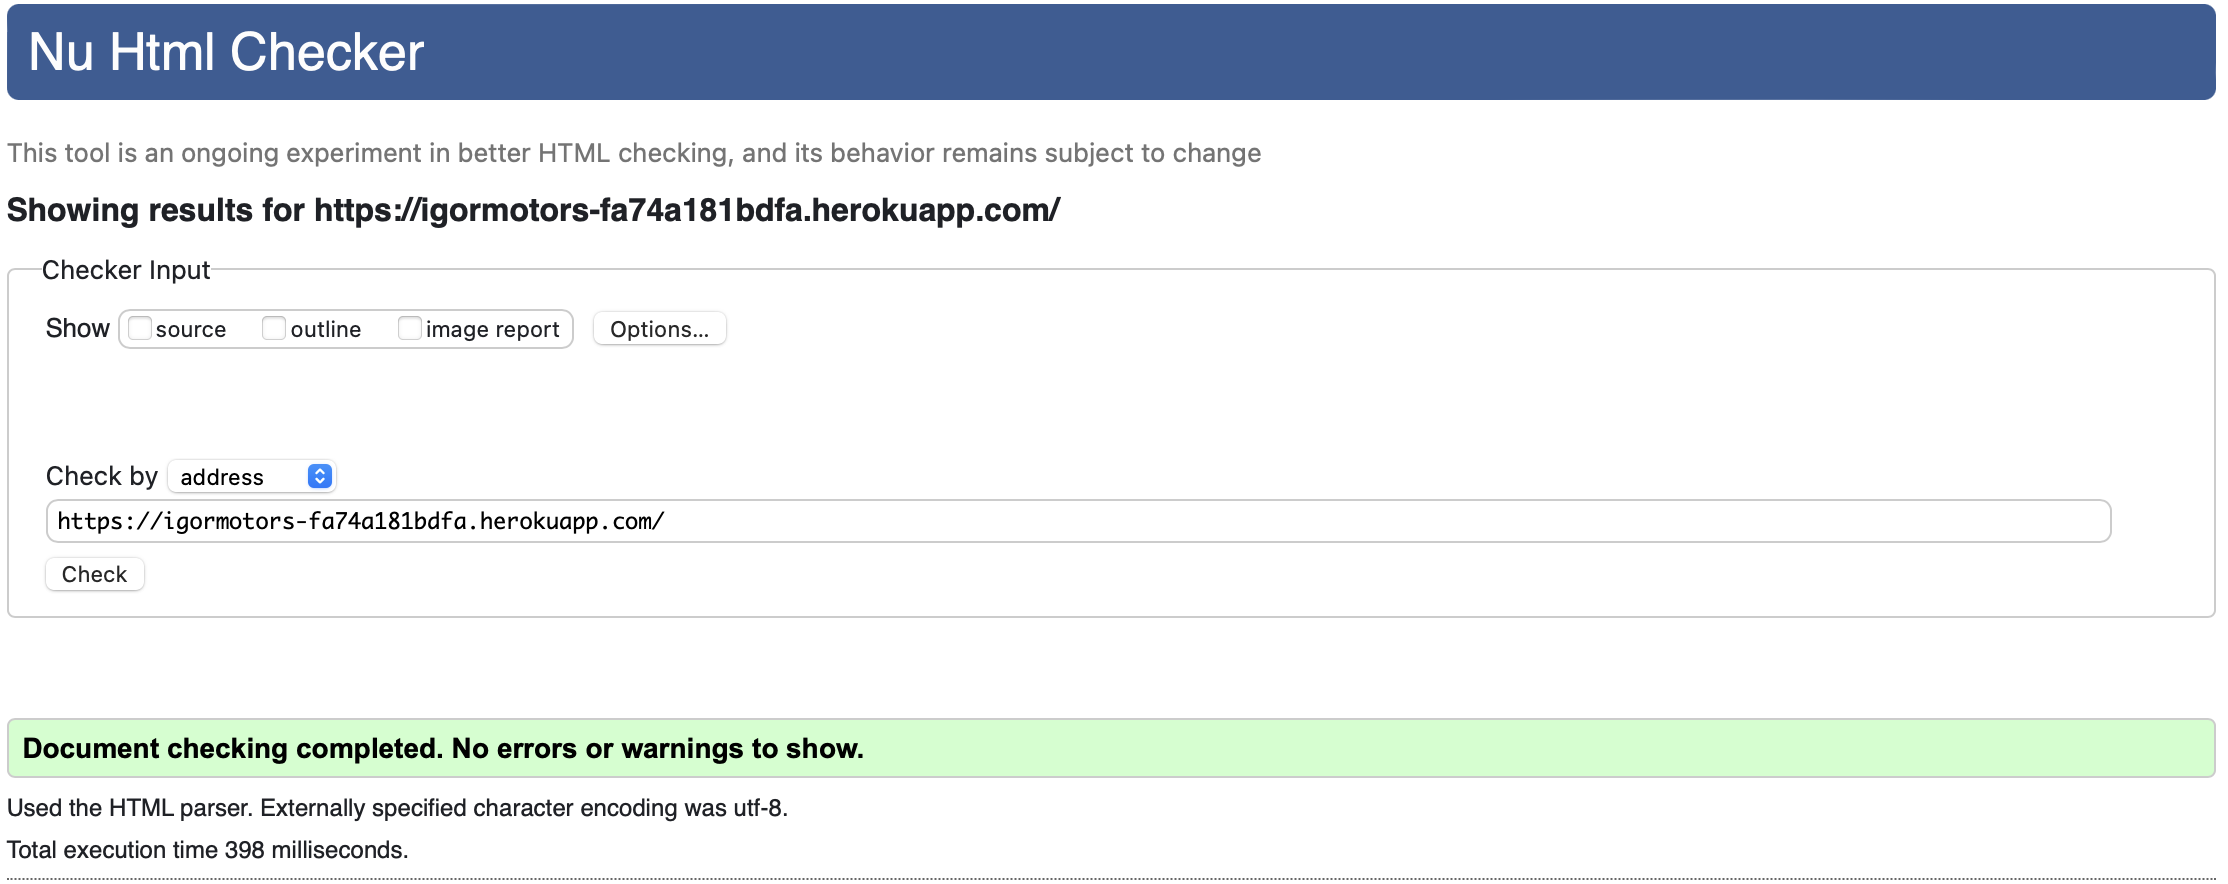 Nu Html Checker
This tool is an ongoing experiment in better HTML checking, and its behavior remains subject to change
Showing results for https://igormotors-fa74a181bdfa.herokuapp.com/
Checker Input
Show source outline image report Options...
Check by address
https://igormotors-fa74a181bdfa.herokuapp.com/
Check
Document checking completed. No errors or warnings to show.
Used the HTML parser. Externally specified character encoding was utf-8.
Total execution time 398 milliseconds.